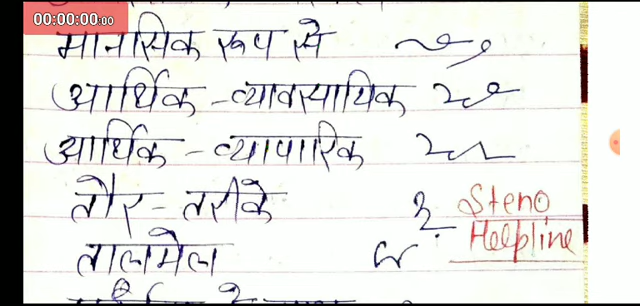 00:00:00:00
मानसिक रूप से
आर्थिक - व्यावसायिक
आर्थिक - व्यापारिक
तौर - तरीके
Steno
Helpline
तालमेल